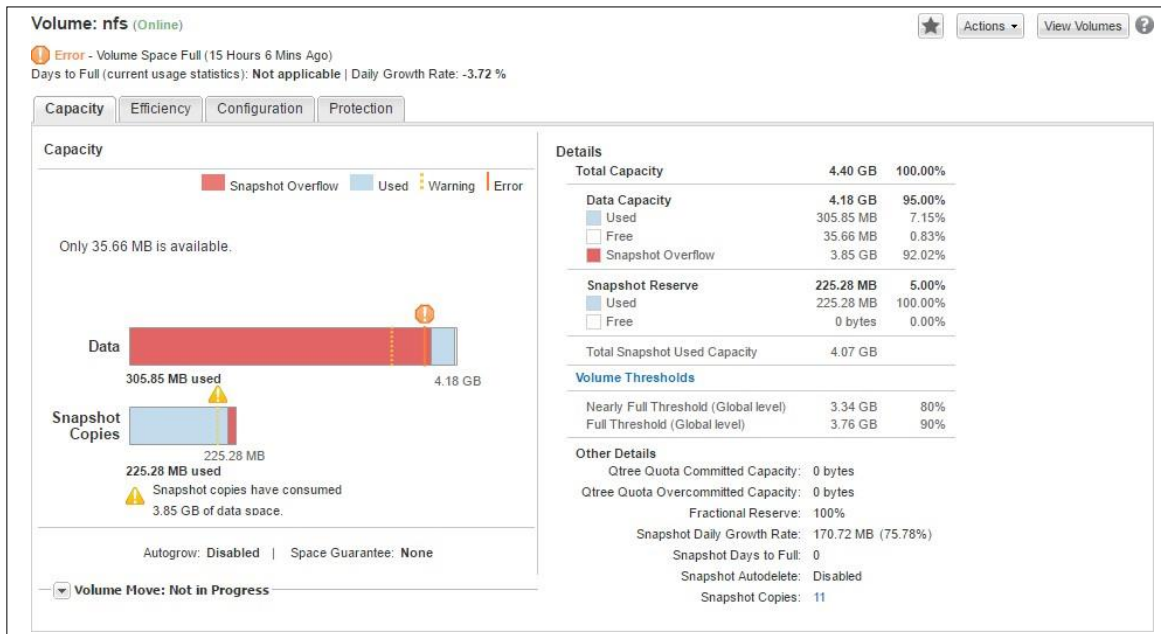 Volume: nfs (Online)
Actions
View Volumes
Error - Volume Space Full (15 Hours 6 Mins Ago)
Days to Full (current usage statistics): Not applicable | Daily Growth Rate: -3.72 %
Capacity
Efficiency
Configuration
Protection
Capacity
Snapshot Overflow Used Warning Error
Only 35.66 MB is available.
Data
305.85 MB used
4.18 GB
Snapshot
Copies
225.28 MB
225.28 MB used
Snapshot copies have consumed
3.85 GB of data space.
Autogrow: Disabled | Space Guarantee: None
Volume Move: Not in Progress
Details
Total Capacity 4.40 GB 100.00%
Data Capacity 4.18 GB 95.00%
Used 305.85 MB 7.15%
Free 35.66 MB 0.83%
Snapshot Overflow 3.85 GB 92.02%
Snapshot Reserve 225.28 MB 5.00%
Used 225.28 MB 100.00%
Free 0 bytes 0.00%
Total Snapshot Used Capacity 4.07 GB
Volume Thresholds
Nearly Full Threshold (Global level) 3.34 GB 80%
Full Threshold (Global level) 3.76 GB 90%
Other Details
Qtree Quota Committed Capacity: 0 bytes
Qtree Quota Overcommitted Capacity: 0 bytes
Fractional Reserve: 100%
Snapshot Daily Growth Rate: 170.72 MB (75.78%)
Snapshot Days to Full: 0
Snapshot Autodelete: Disabled
Snapshot Copies: 11